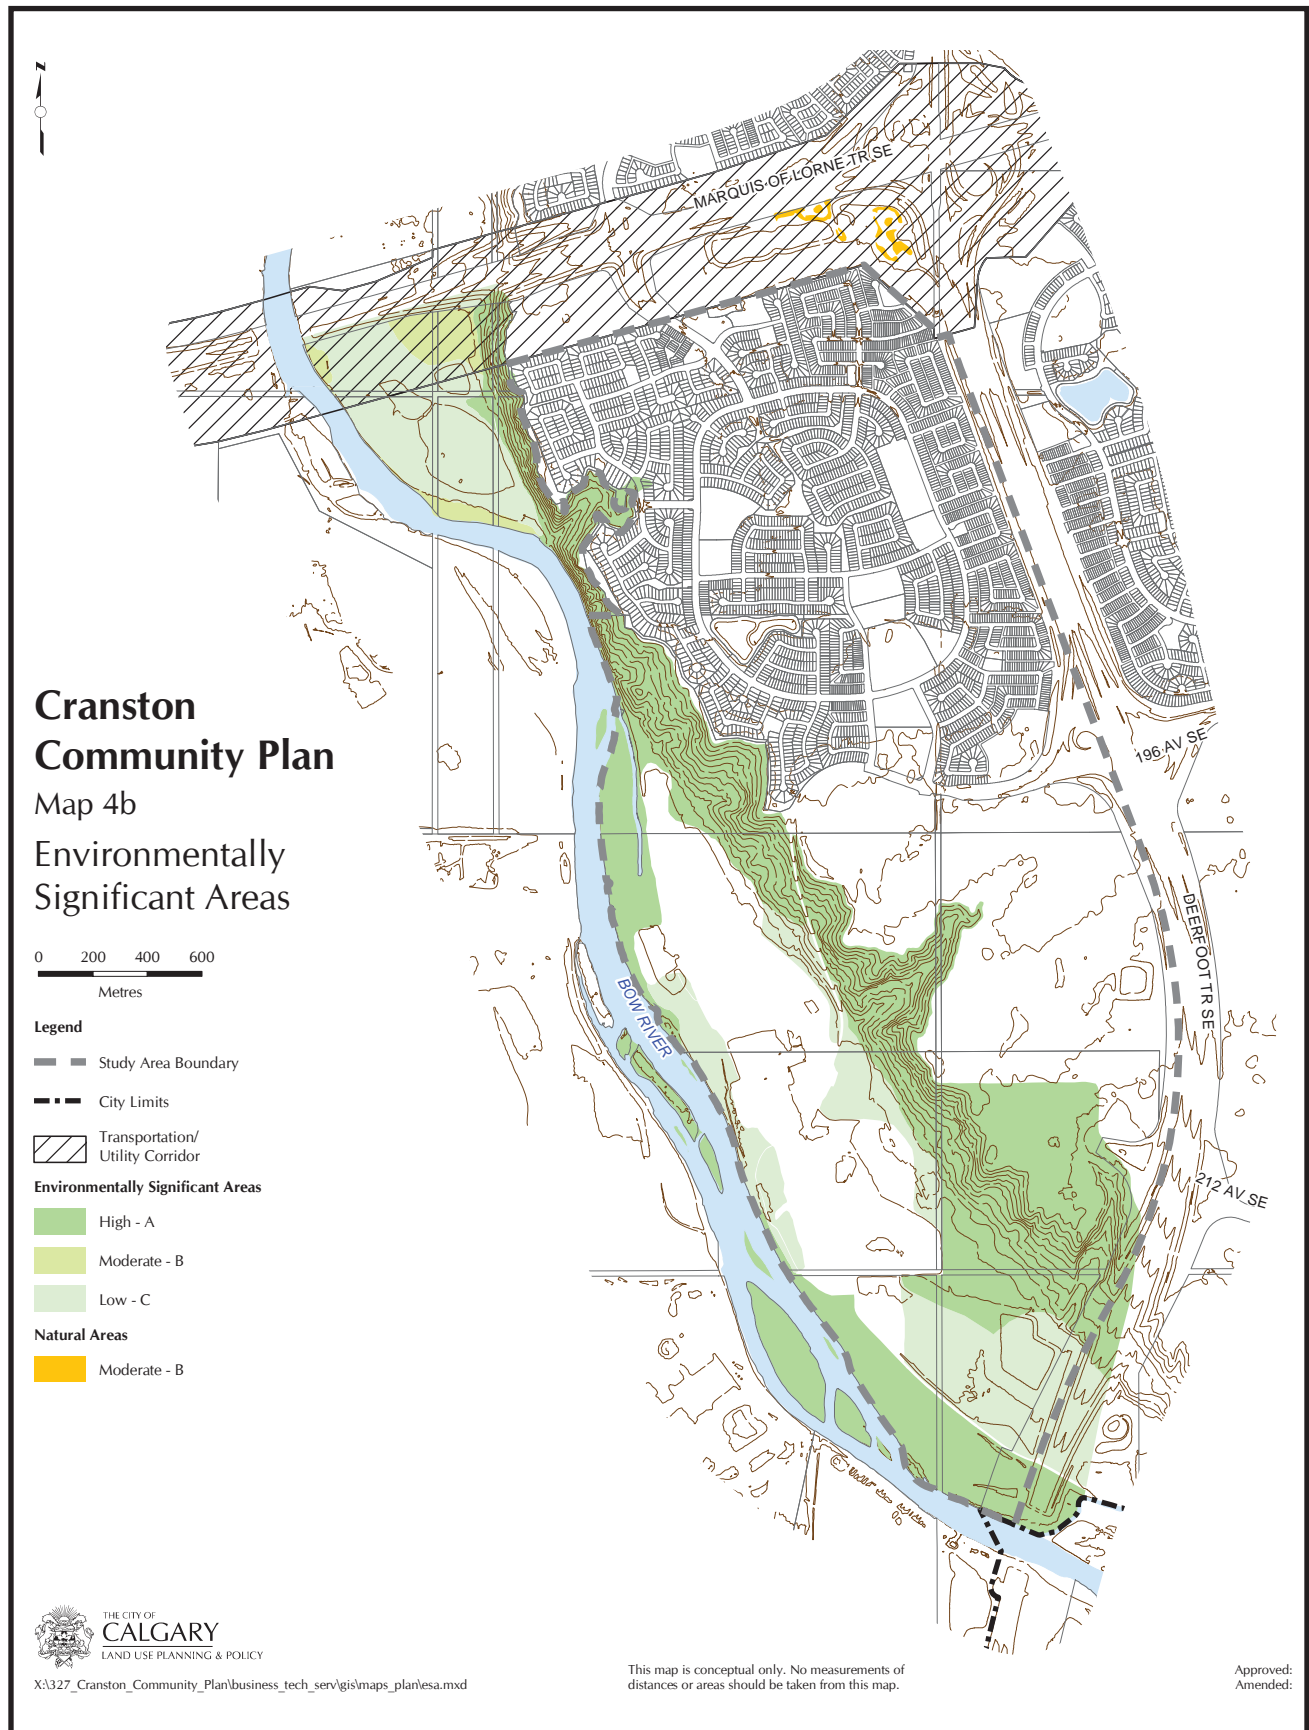 N
MARQUIS OF LORNE TR SE
Cranston
Community Plan
Map 4b
Environmentally
Significant Areas
196 AV SE
DEERFOOT TR SE
BOW RIVER
212 AV SE
0 200 400 600
Metres
Legend
Study Area Boundary
City Limits
Transportation/
Utility Corridor
Environmentally Significant Areas
High - A
Moderate - B
Low - C
Natural Areas
Moderate - B
THE CITY OF
CALGARY
LAND USE PLANNING & POLICY
X:\327_Cranston_Community_Plan\business_tech_serv\gis\maps_plan\esa.mxd
This map is conceptual only. No measurements of
distances or areas should be taken from this map.
Approved:
Amended: